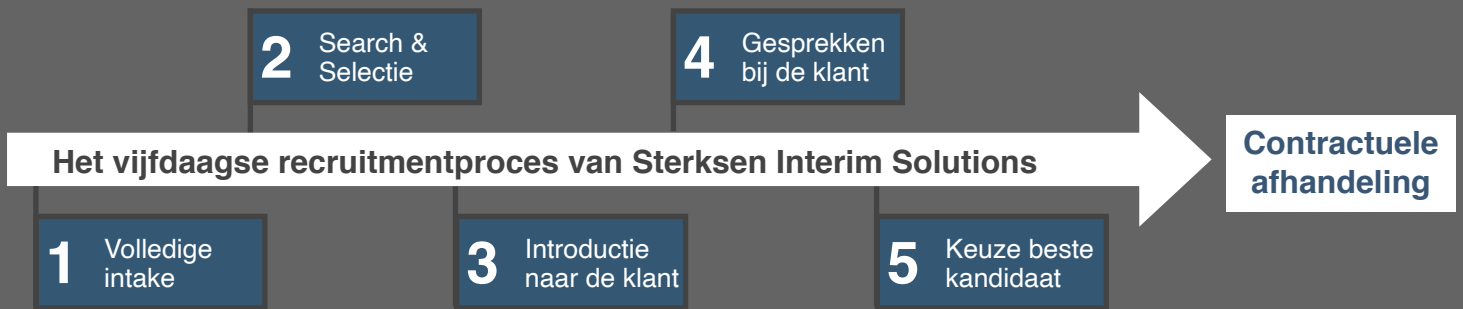 2 Search &
Selectie
4 Gesprekken
bij de klant
Het vijfdaagse recruitmentproces van Sterksen Interim Solutions
Contractuele
afhandeling
1 Volledige
intake
3 Introductie
naar de klant
5 Keuze beste
kandidaat